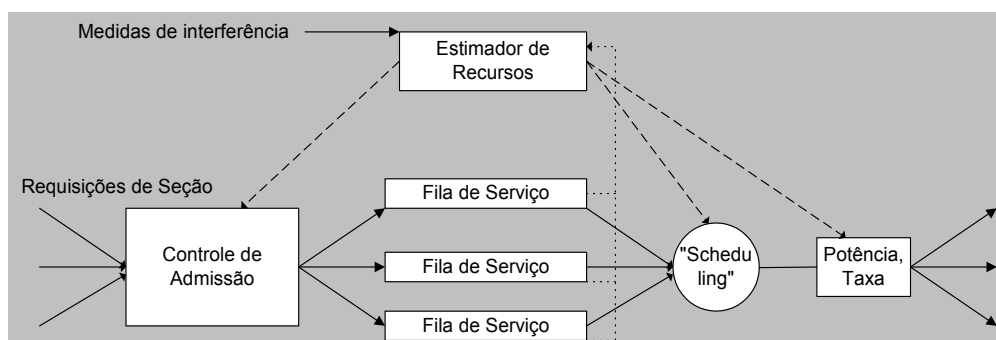 Medidas de interferência
Estimador de
Recursos
Requisições de Seção
Controle de
Admissão
Fila de Serviço
Fila de Serviço
Fila de Serviço
"Schedu
ling"
Potência,
Taxa